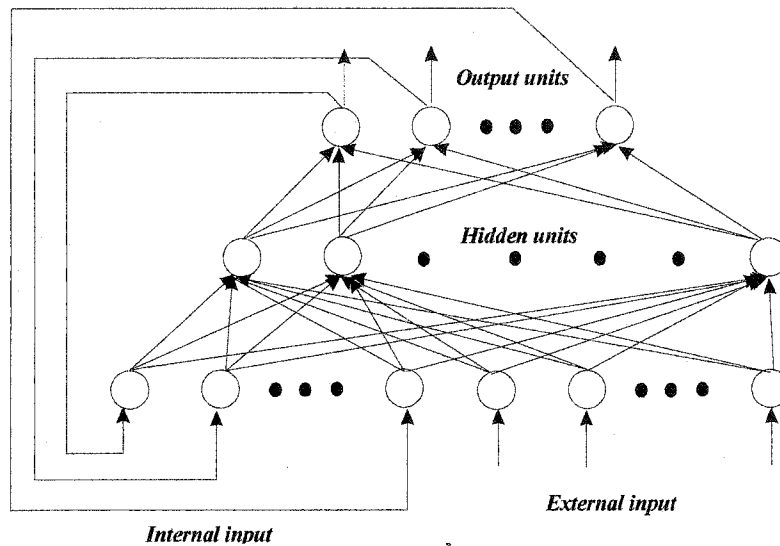 Output units
Hidden units
External input
Internal input